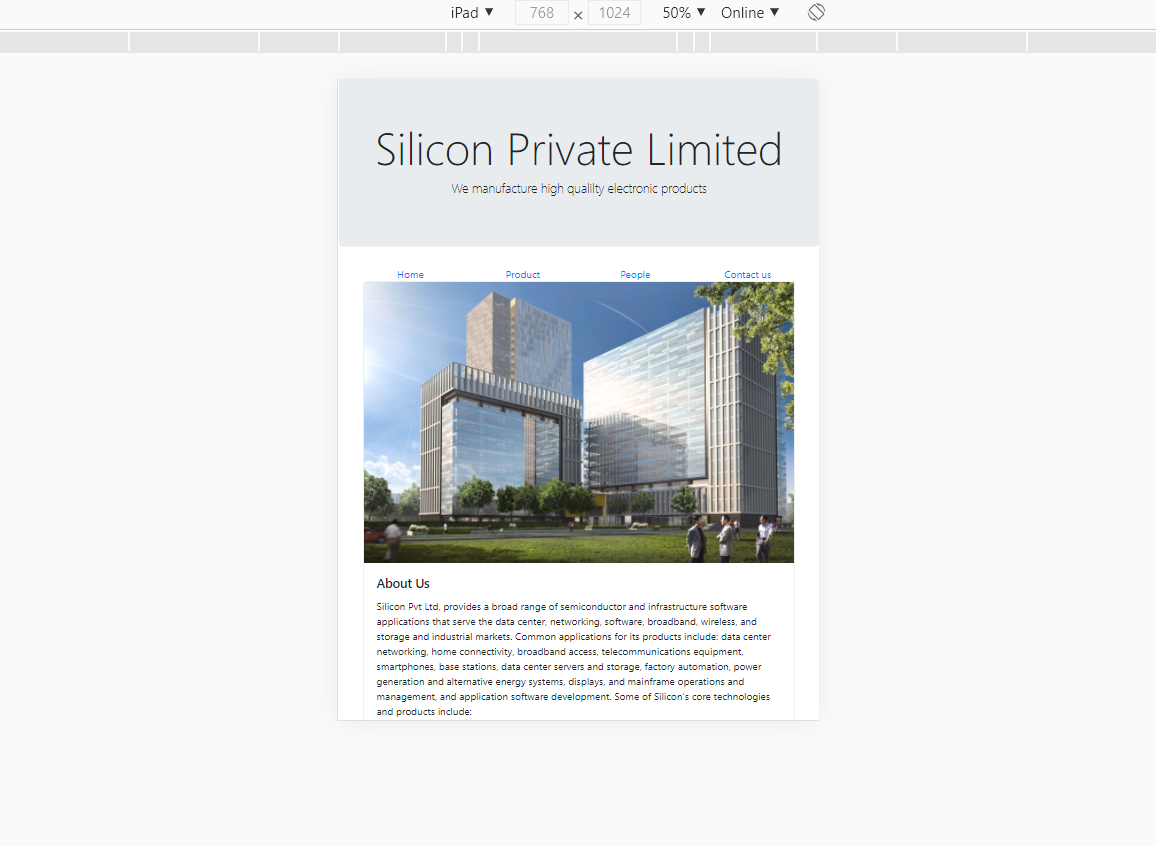 iPad ▼ 768 × 1024 50% ▼ Online ▼
Silicon Private Limited
We manufacture high qualilty electronic products
Home Product People Contact us
About Us
Silicon Pvt Ltd, provides a broad range of semiconductor and infrastructure software
applications that serve the data center, networking, software, broadband, wireless, and
storage and industrial markets. Common applications for its products include: data center
networking, home connectivity, broadband access, telecommunications equipment,
smartphones, base stations, data center servers and storage, factory automation, power
generation and alternative energy systems, displays, and mainframe operations and
management, and application software development. Some of Silicon's core technologies
and products include: